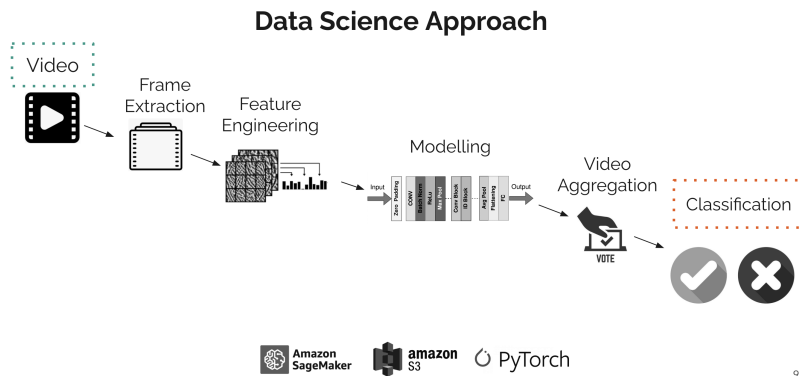 Data Science Approach
Video
Frame
Extraction
Feature
Engineering
Modelling
Input
Zero Padding
CONV
Batch Norm
ReLu
Max Pool
Conv Block
ID Block
Avg Pool
Flattening
FC
Output
Video
Aggregation
VOTE
Classification
Amazon
SageMaker
amazon
S3
PyTorch
9